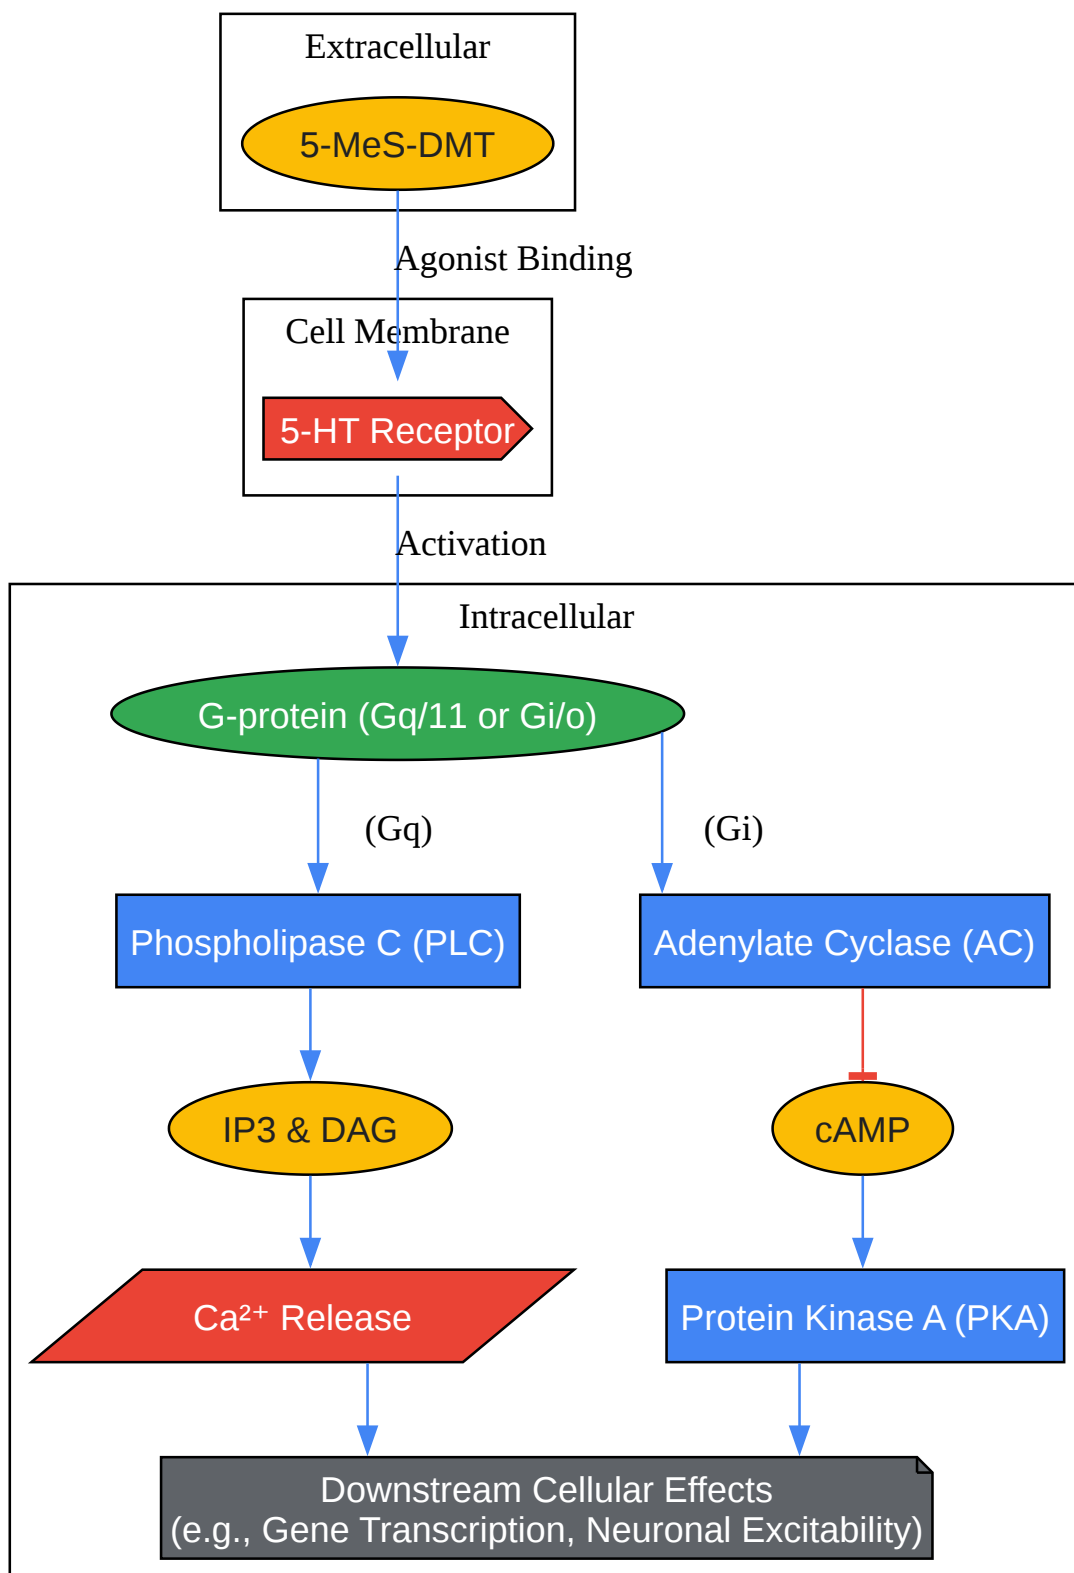 Extracellular
5-MeS-DMT
Agonist Binding
Cell Membrane
5-HT Receptor
Activation
Intracellular
G-protein (Gq/11 or Gi/o)
(Gq)
(Gi)
Phospholipase C (PLC)
Adenylate Cyclase (AC)
IP3 & DAG
cAMP
Ca²⁺ Release
Protein Kinase A (PKA)
Downstream Cellular Effects
(e.g., Gene Transcription, Neuronal Excitability)